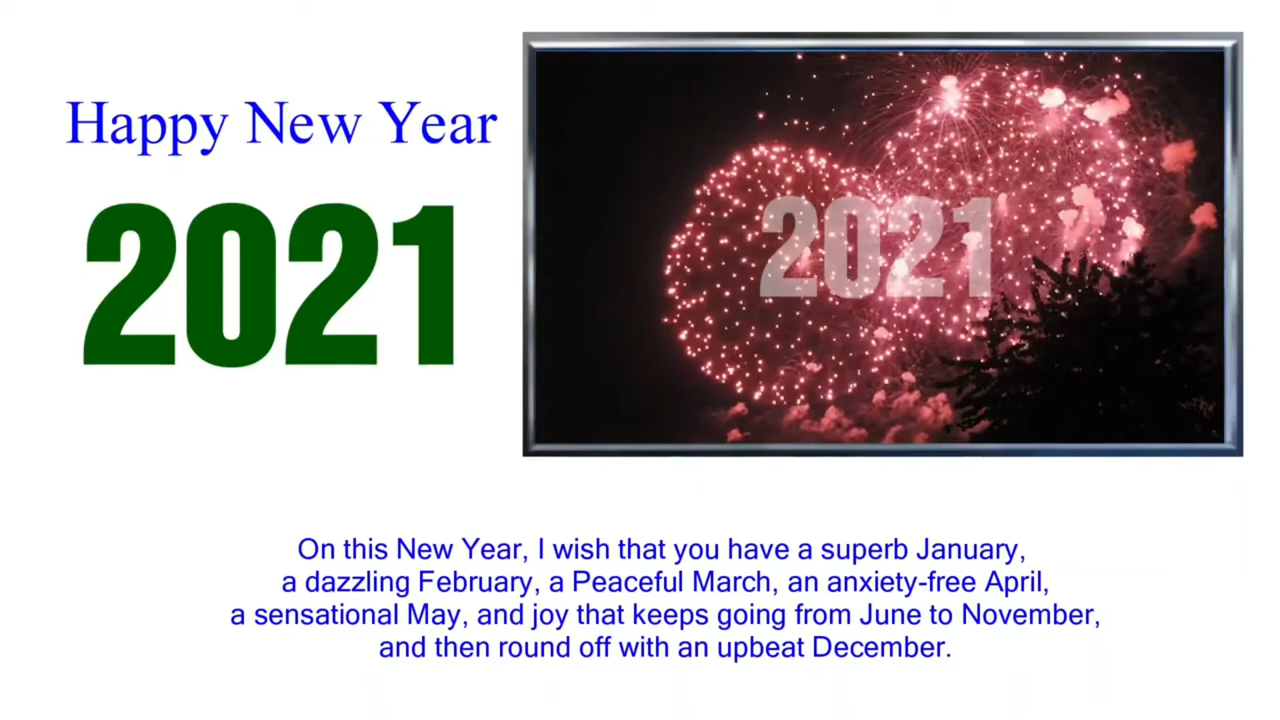 Happy New Year
2021
2021
On this New Year, I wish that you have a superb January,
a dazzling February, a Peaceful March, an anxiety-free April,
a sensational May, and joy that keeps going from June to November,
and then round off with an upbeat December.